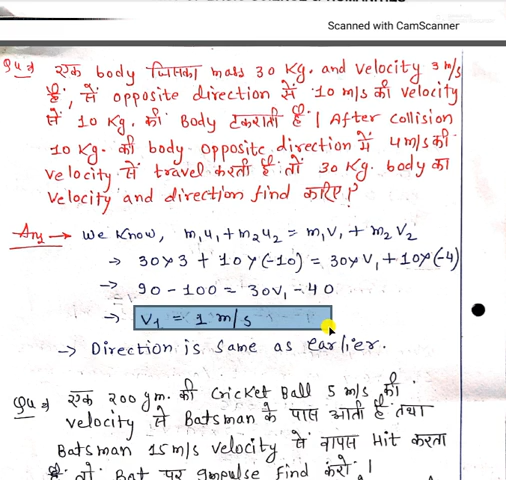 Scanned with CamScanner
Qu → एक body जिसका mass 30 Kg. and velocity 3 m/s
है, से opposite direction से 10 m/s की velocity
से 10 Kg. की Body टकराती है। After collision
10 Kg. की body opposite direction में 4 m/s की
velocity से travel करती है तो 30 Kg. body का
velocity and direction find करिए?
Ans → We Know, m₁u₁ + m₂u₂ = m₁V₁ + m₂V₂
→ 30×3 + 10×(-10) = 30×V₁ + 10×(-4)
→ 90 - 100 = 30V₁ - 40
→ V₁ = 1 m/s
→ Direction is same as earlier.
Qu → एक 200 gm. की Cricket Ball 5 m/s की
velocity से Batsman के पास आती है तथा
Batsman 15 m/s velocity से वापस Hit करता
है तो Bat पर Impulse Find करो।